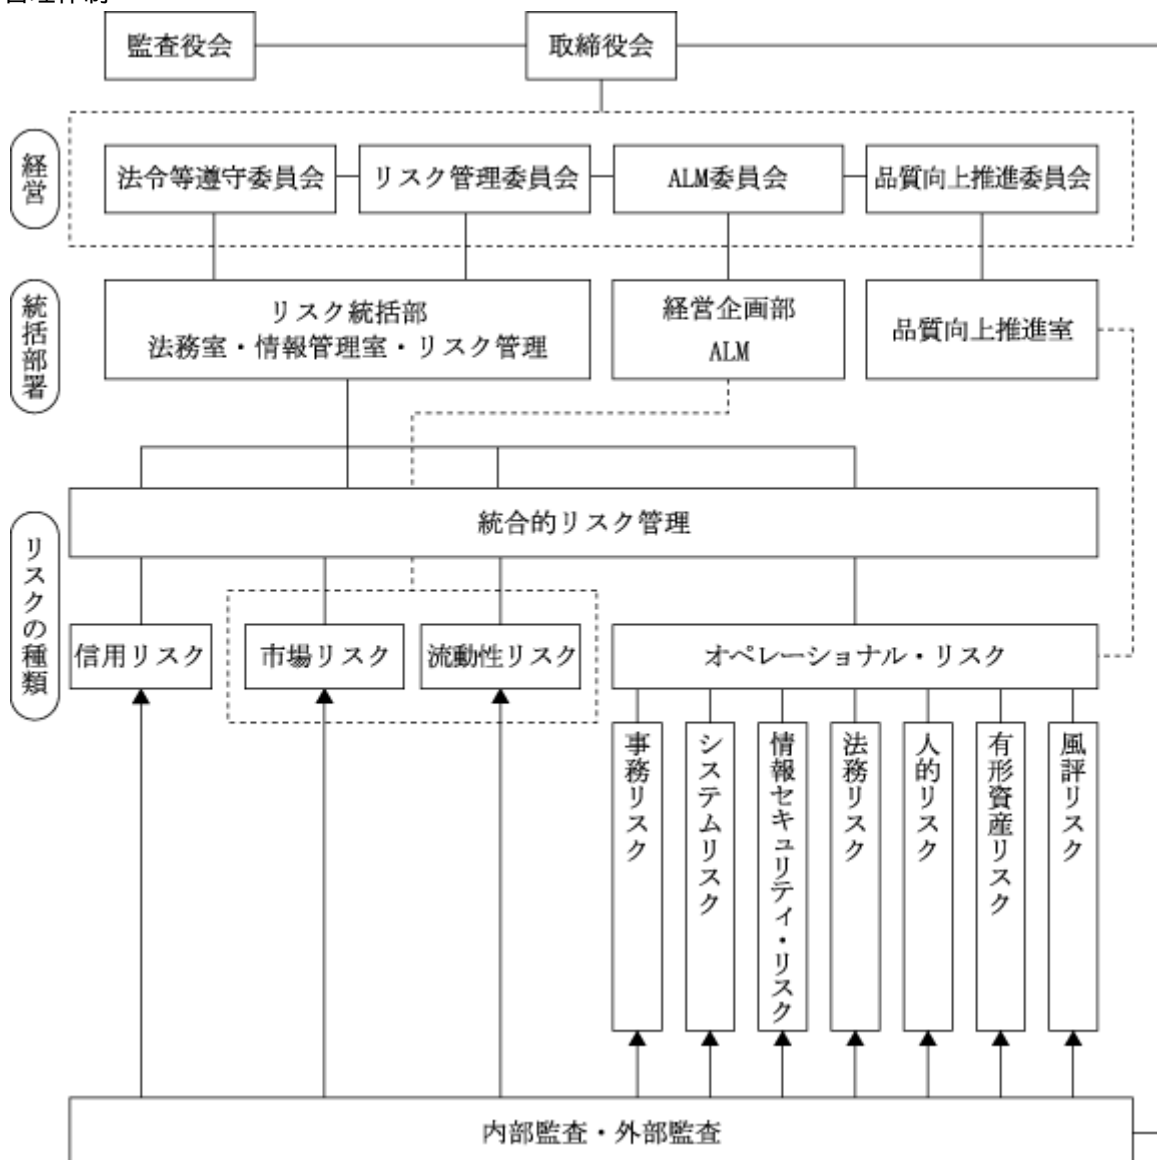 監査役会
取締役会
経営
法令等遵守委員会
リスク管理委員会
ALM委員会
品質向上推進委員会
統括部署
リスク統括部
法務室・情報管理室・リスク管理
経営企画部
ALM
品質向上推進室
統合的リスク管理
リスクの種類
信用リスク
市場リスク
流動性リスク
オペレーショナル・リスク
事務リスク
システムリスク
情報セキュリティ・リスク
法務リスク
人的リスク
有形資産リスク
風評リスク
内部監査・外部監査